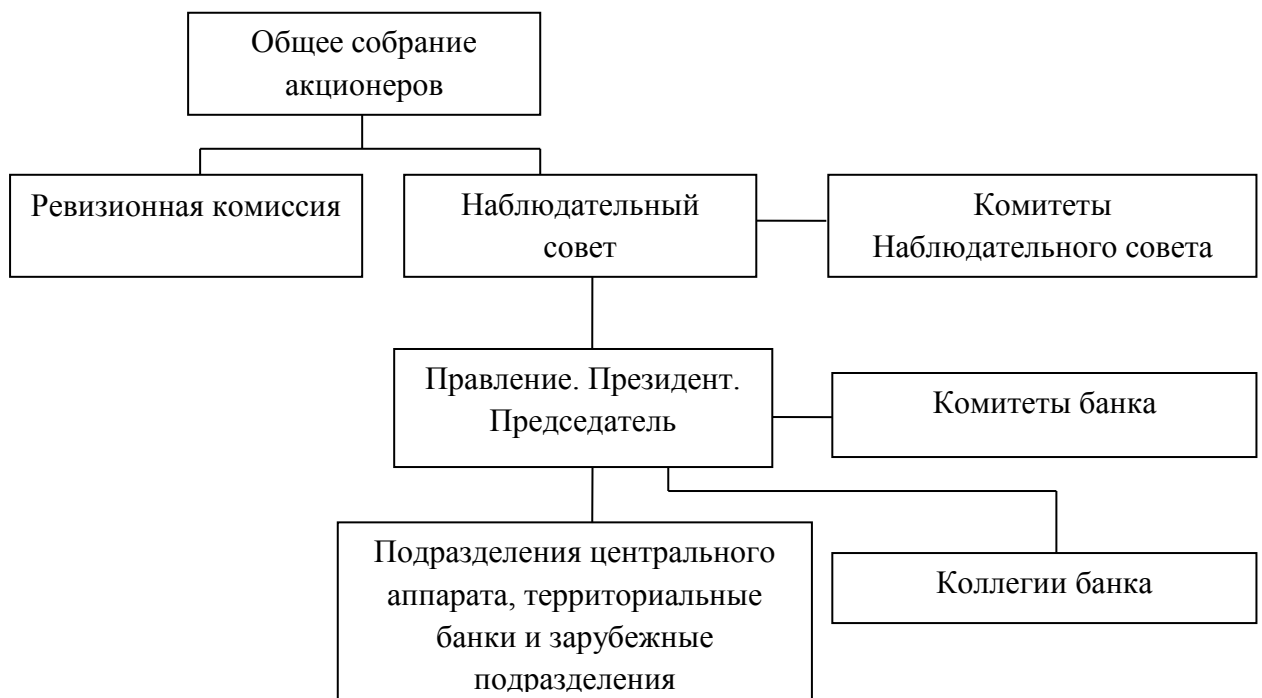 Общее собрание
акционеров
Ревизионная комиссия
Наблюдательный
совет
Комитеты
Наблюдательного совета
Правление. Президент.
Председатель
Комитеты банка
Подразделения центрального
аппарата, территориальные
банки и зарубежные
подразделения
Коллегии банка